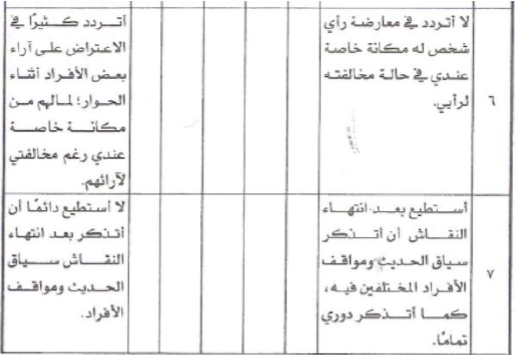 ٦
لا أتردد في معارضة رأي
شخص له مكانة خاصة
عندي في حالة مخالفته
لرأيي.
أتردد كثيرًا في
الاعتراض على آراء
بعض الأفراد أثناء
الحوار؛ لما لهم من
مكانة خاصة
عندي رغم مخالفتي
لآرائهم.
٧
أستطيع بعد انتهاء
النقاش أن أتذكر
سياق الحديث ومواقف
الأفراد المختلفين فيه،
كما أتذكر دوري
تمامًا.
لا أستطيع دائمًا أن
أتذكر بعد انتهاء
النقاش سياق
الحديث ومواقف
الأفراد.